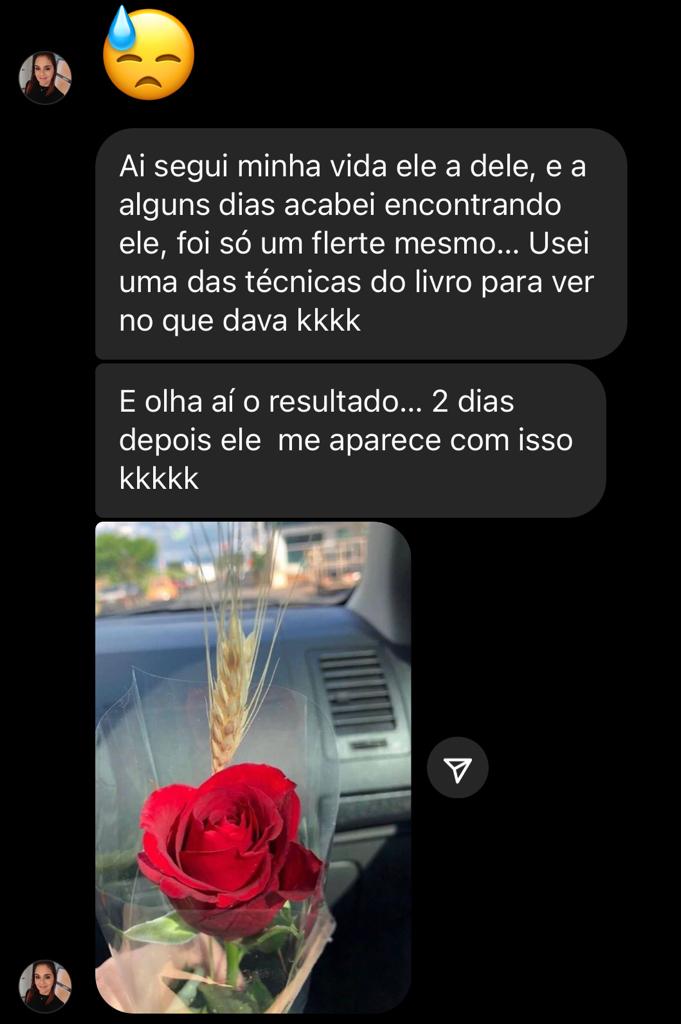 Ai segui minha vida ele a dele, e a
alguns dias acabei encontrando
ele, foi só um flerte mesmo... Usei
uma das técnicas do livro para ver
no que dava kkkk
E olha aí o resultado... 2 dias
depois ele  me aparece com isso
kkkkk